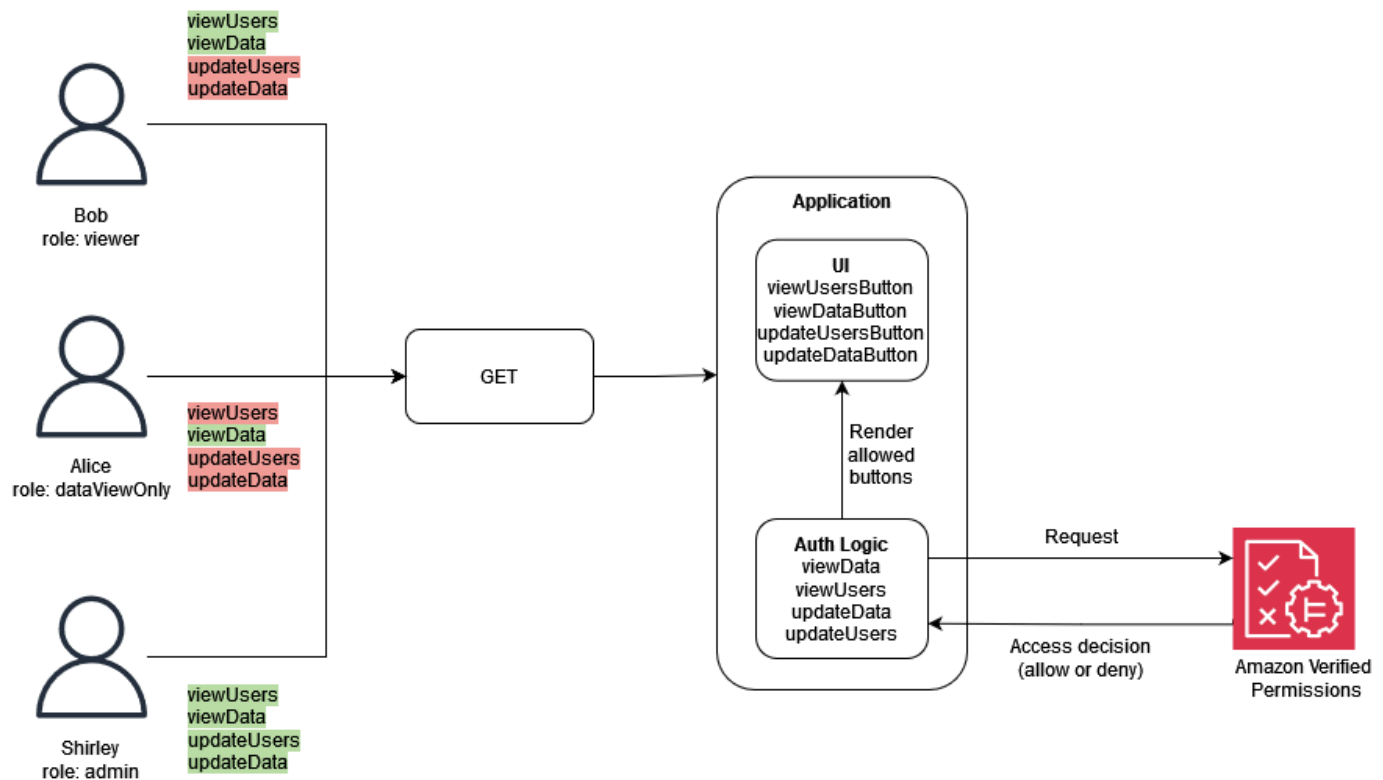 viewUsers
viewData
updateUsers
updateData
Bob
role: viewer
viewUsers
viewData
updateUsers
updateData
Alice
role: dataViewOnly
viewUsers
viewData
updateUsers
updateData
Shirley
role: admin
GET
Application
UI
viewUsersButton
viewDataButton
updateUsersButton
updateDataButton
Render
allowed
buttons
Auth Logic
viewData
viewUsers
updateData
updateUsers
Request
Access decision
(allow or deny)
Amazon Verified
Permissions